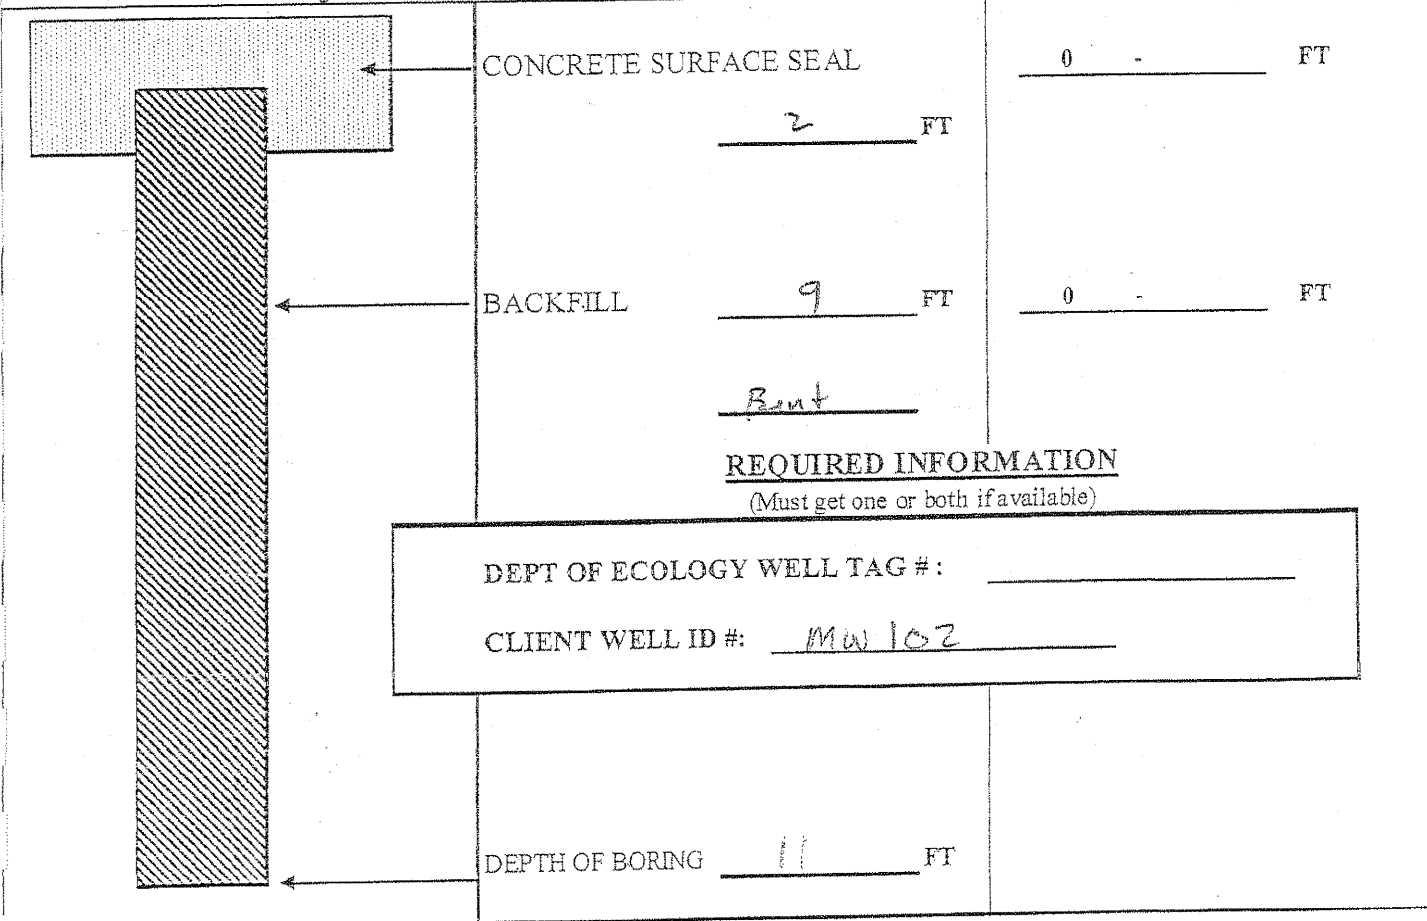 CONCRETE SURFACE SEAL 0 - FT
2 FT
BACKFILL 9 FT 0 - FT
Bent
REQUIRED INFORMATION
(Must get one or both if available)
DEPT OF ECOLOGY WELL TAG #:
CLIENT WELL ID #: MW 102
DEPTH OF BORING 11 FT